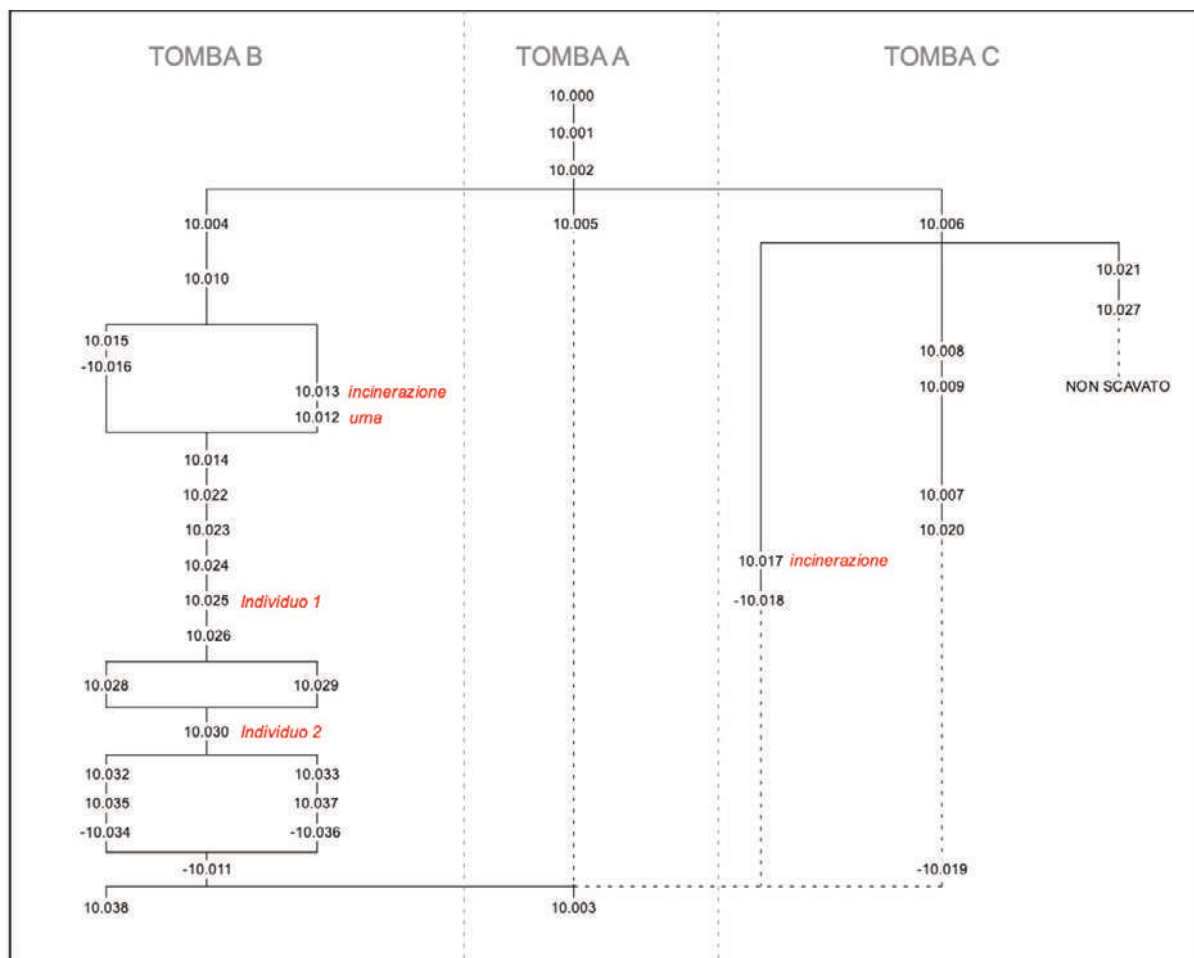 TOMBA B TOMBA A TOMBA C
10.000
10.001
10.002
10.004 10.005 10.006
10.021
10.010
10.027
10.015
10.008
-10.016
10.009 NON SCAVATO
10.013 incinerazione
10.012 urna
10.014
10.022 10.007
10.023 10.020
10.024 10.017 incinerazione
10.025 Individuo 1 -10.018
10.026
10.028 10.029
10.030 Individuo 2
10.032 10.033
10.035 10.037
-10.034 -10.036
-10.011 -10.019
10.038 10.003